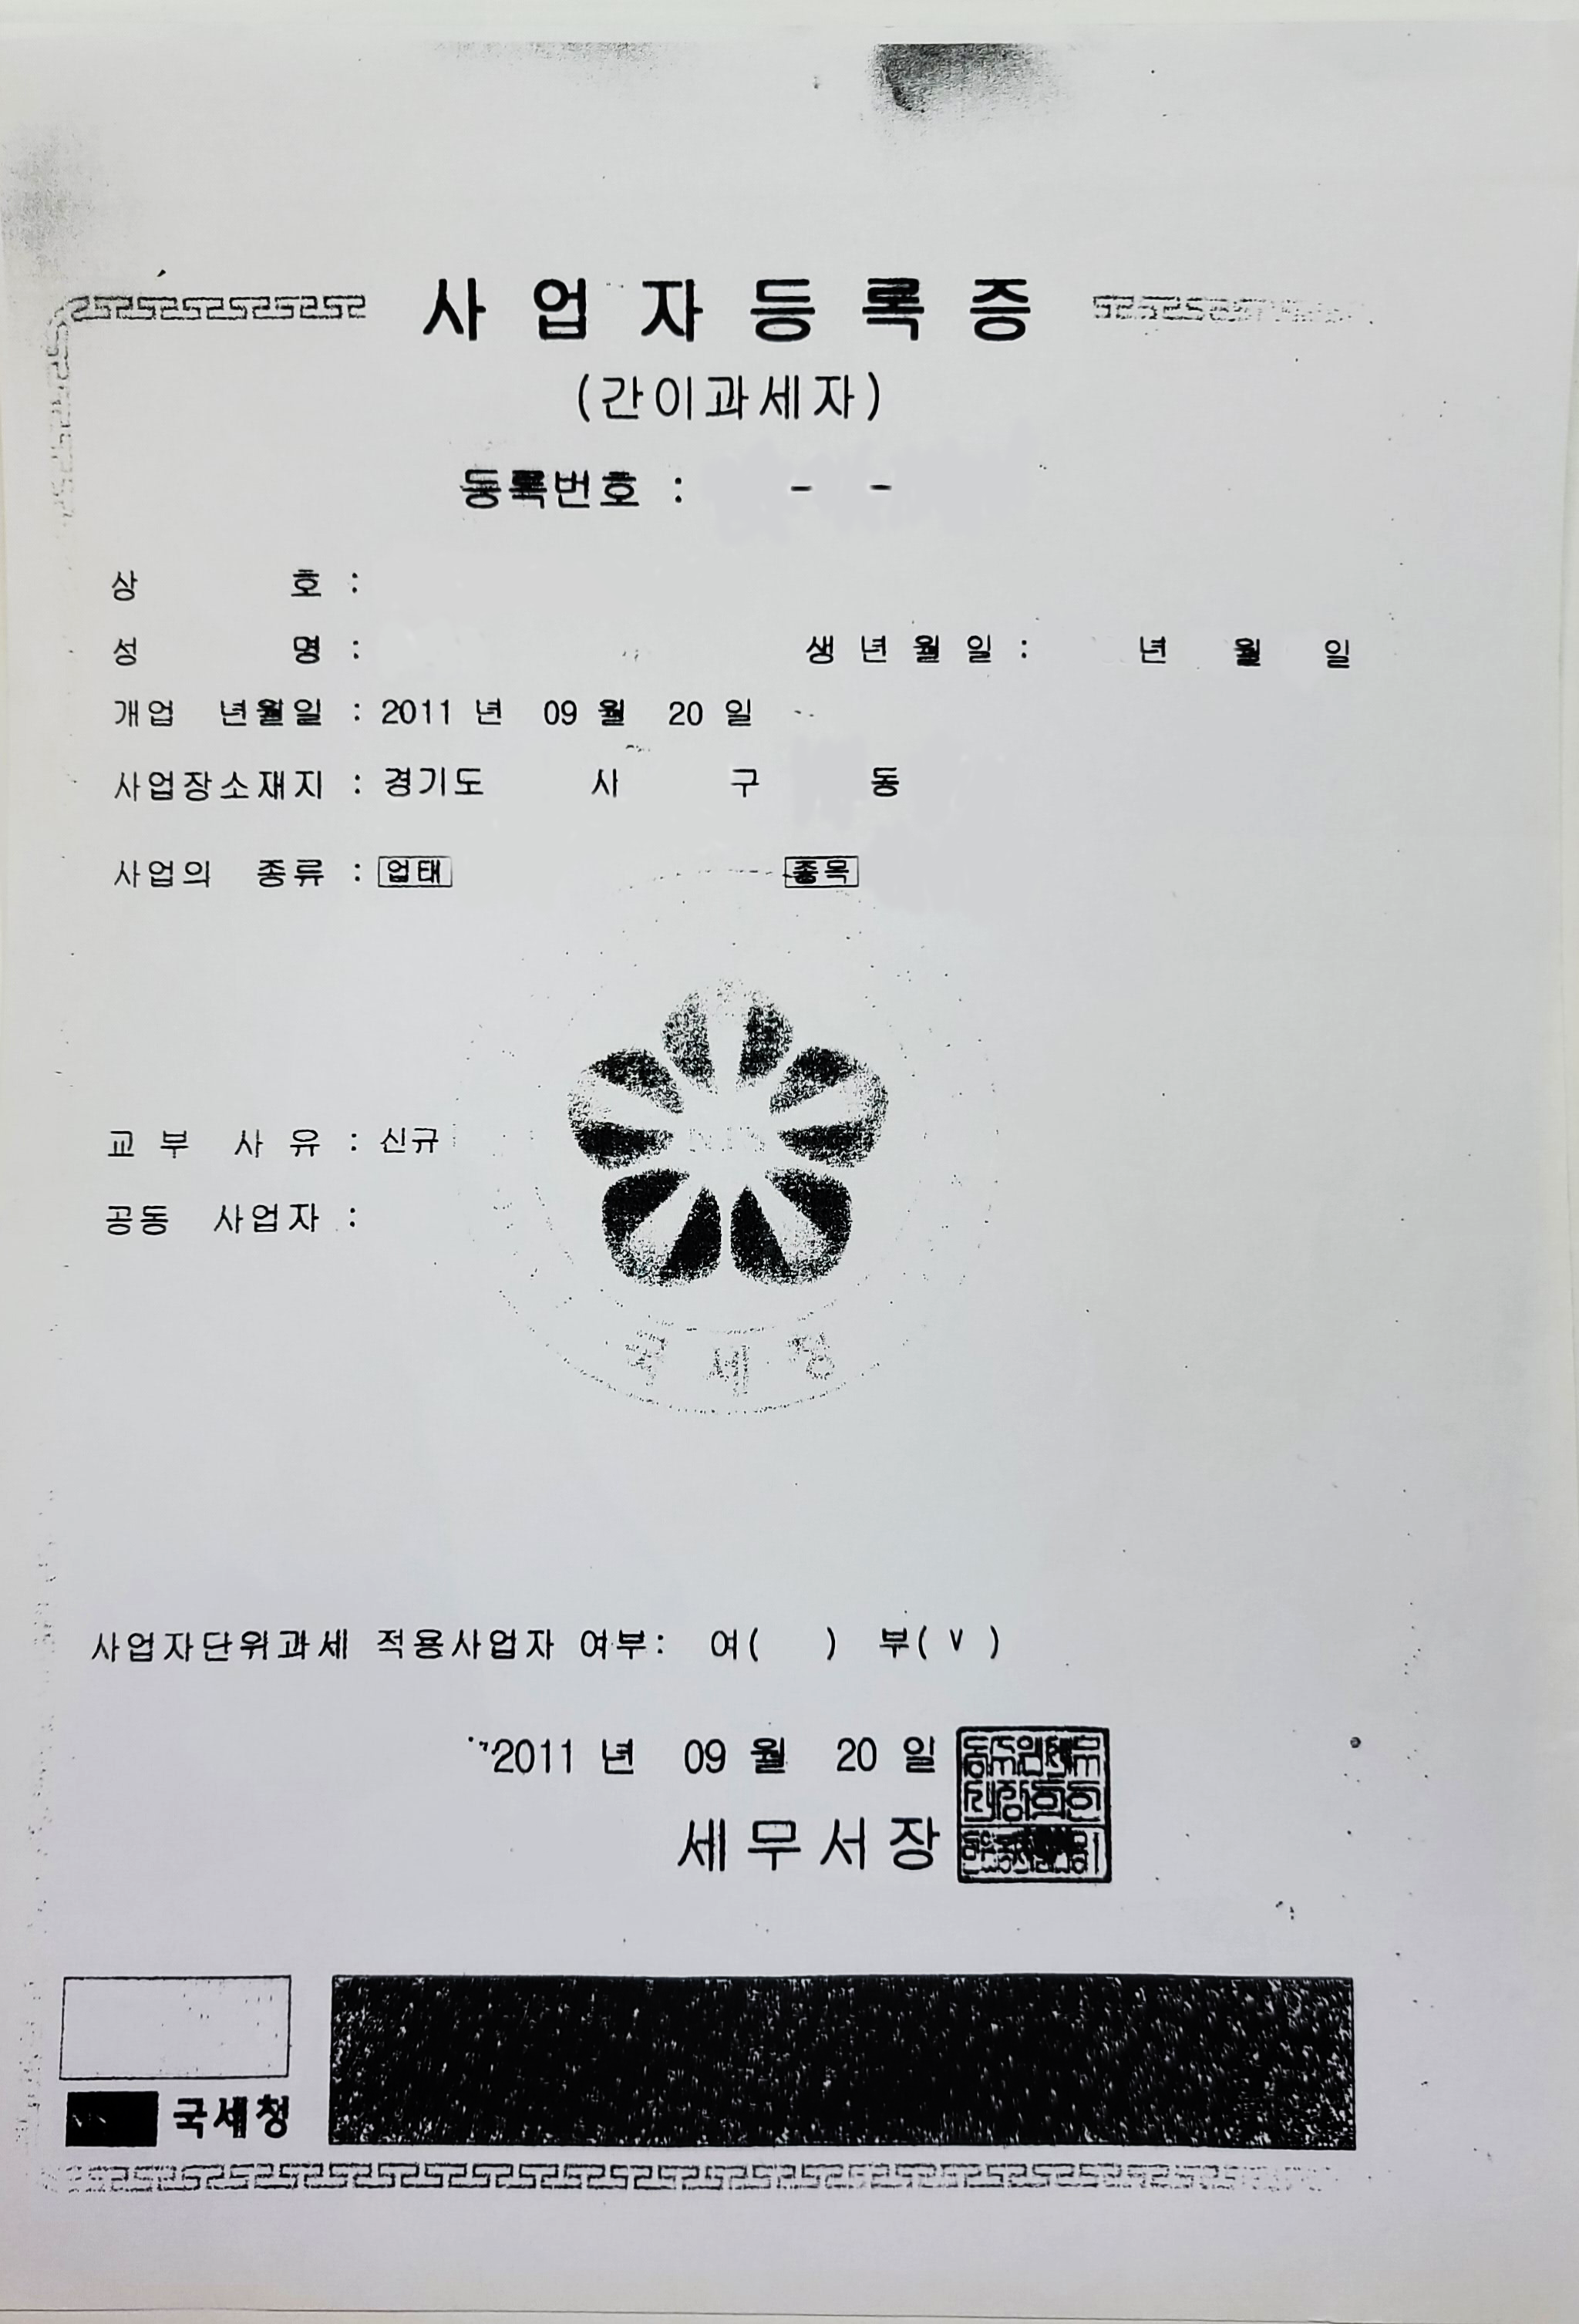 사업자등록증
(간이과세자)
등록번호 : - -
상 호 :
성 명 : 생년월일 : 년 월 일
개업 년월일 : 2011 년 09 월 20 일
사업장소재지 : 경기도 시 구 동
사업의 종류 : 업태 종목
교부 사유 : 신규
공동 사업자 :
국세청
사업자단위과세 적용사업자 여부: 여( ) 부( v )
2011 년 09 월 20 일
세무서장
국세청